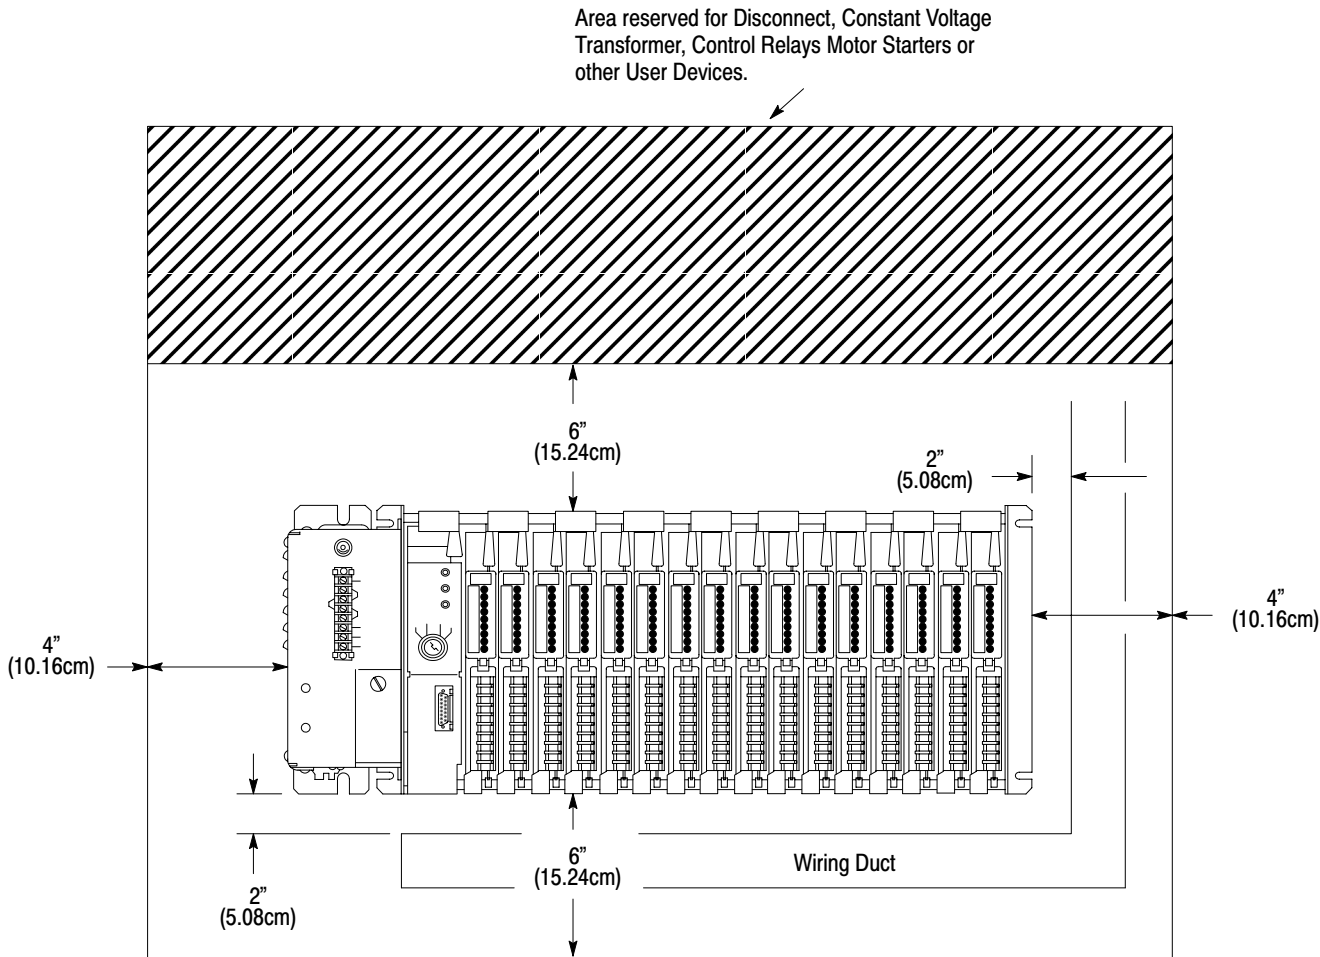 Area reserved for Disconnect, Constant Voltage
Transformer, Control Relays Motor Starters or
other User Devices.
6”
(15.24cm)
2”
(5.08cm)
4”
(10.16cm)
4”
(10.16cm)
6”
(15.24cm)
Wiring Duct
2”
(5.08cm)